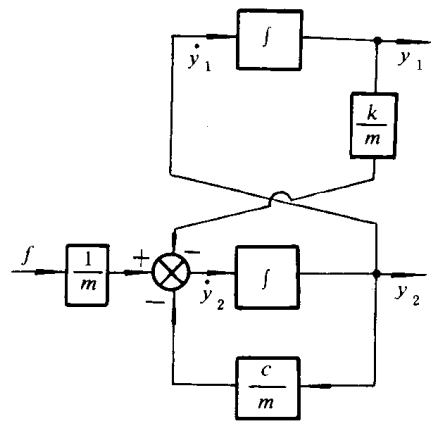 ẏ₁ ∫ y₁
k/m
f 1/m + − − ẏ₂ ∫ y₂
c/m